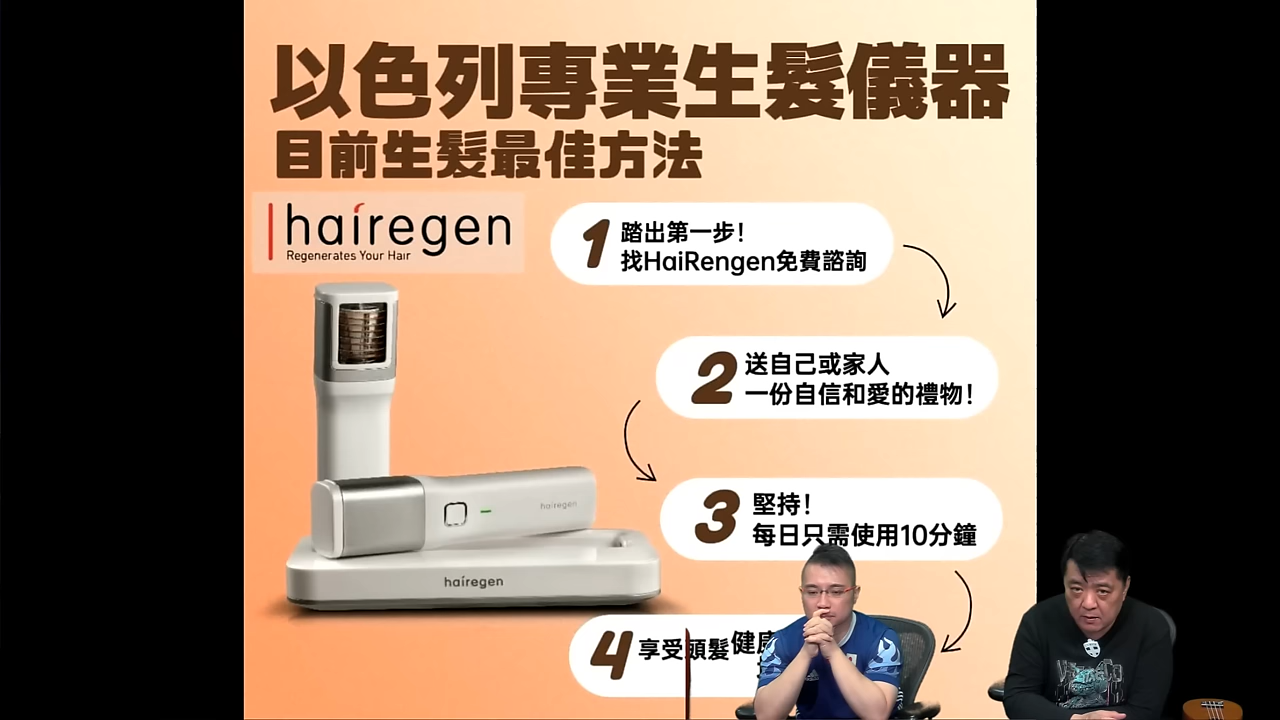 以色列專業生髮儀器
目前生髮最佳方法
hairegen
Regenerates Your Hair
1
踏出第一步!
找HaiRengen免費諮詢
2
送自己或家人
一份自信和愛的禮物!
3
堅持!
每日只需使用10分鐘
hairegen
hairegen
4
享受頭髮健康